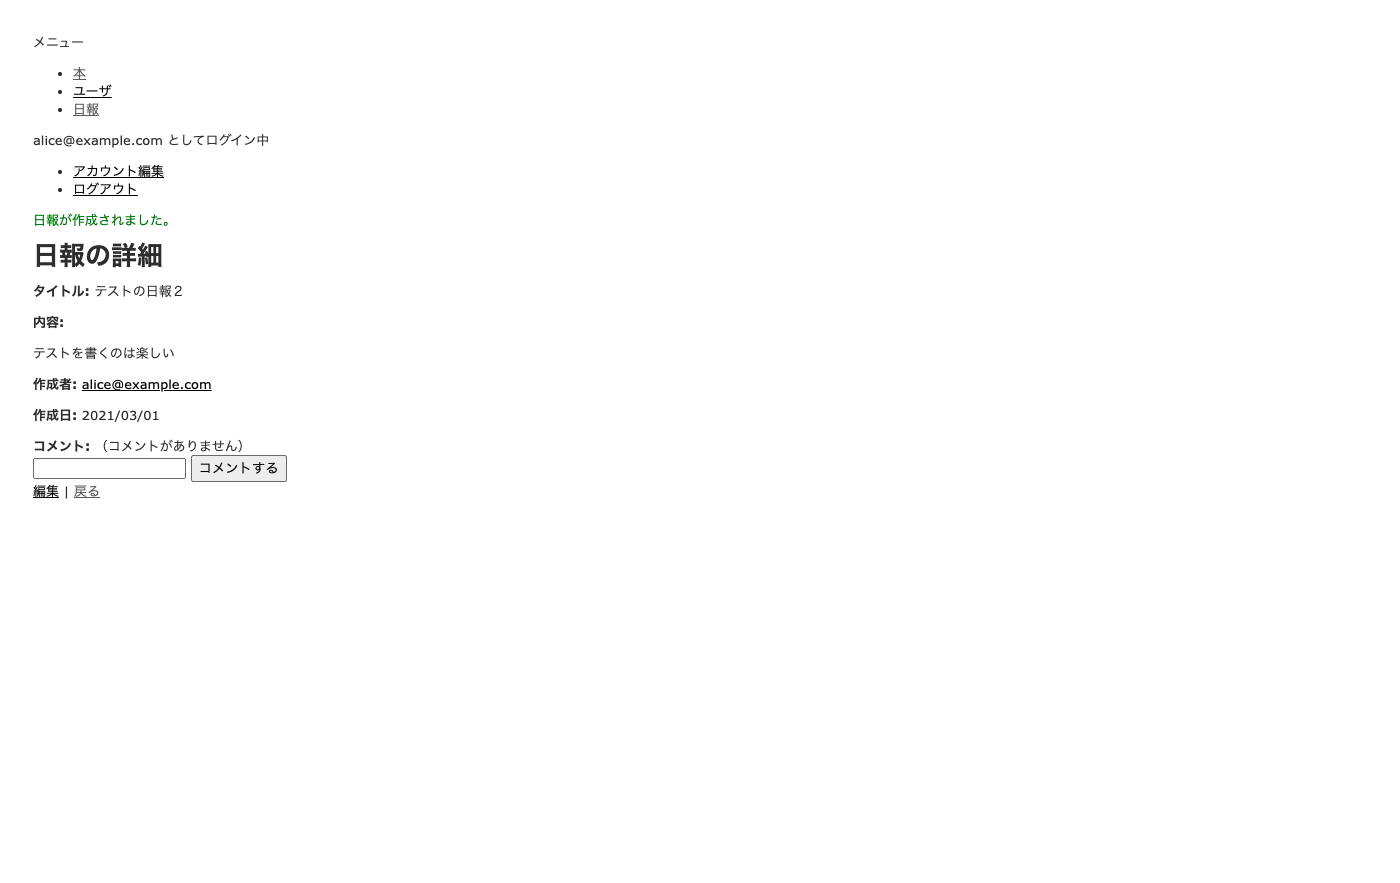 メニュー
本
ユーザ
日報
alice@example.com としてログイン中
アカウント編集
ログアウト
日報が作成されました。
日報の詳細
タイトル: テストの日報２
内容:
テストを書くのは楽しい
作成者: alice@example.com
作成日: 2021/03/01
コメント: （コメントがありません）
コメントする
編集 | 戻る